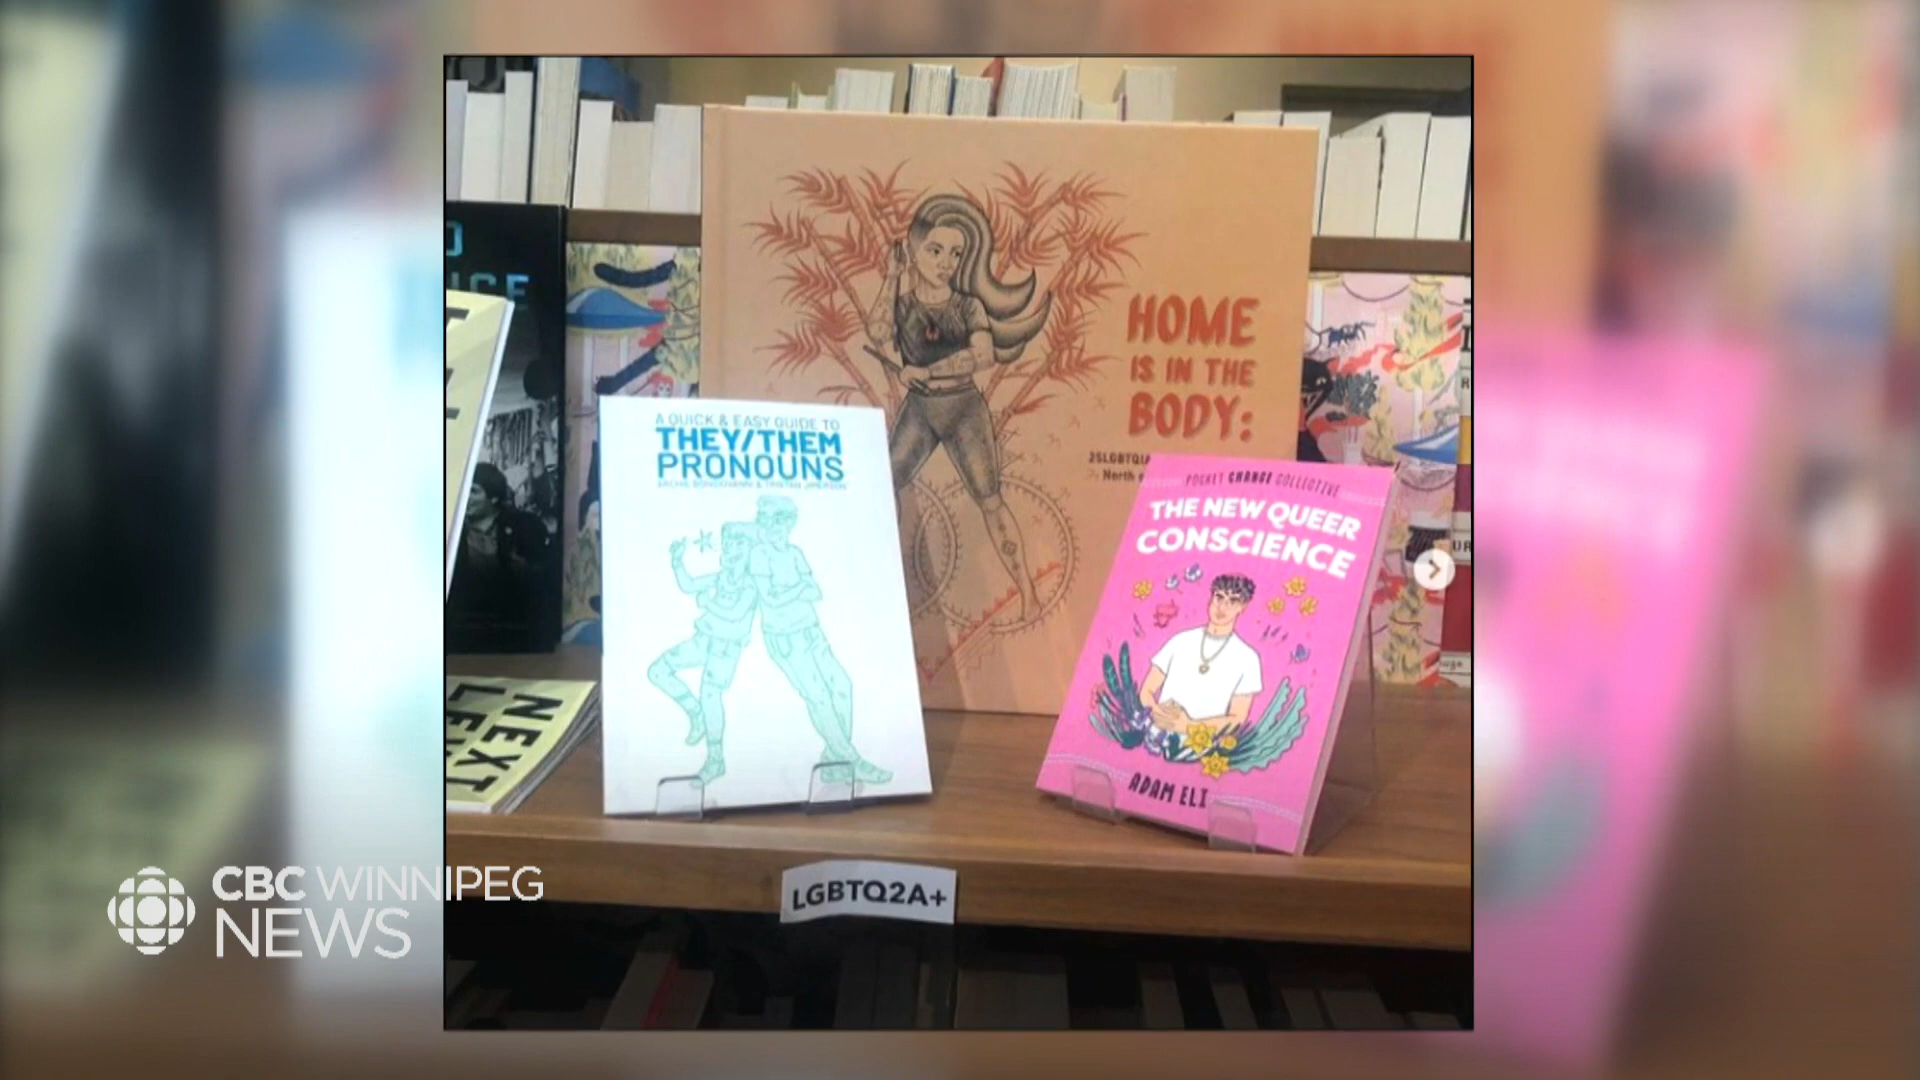 HOME
IS IN THE
BODY:
North
A QUICK & EASY GUIDE TO
THEY/THEM
PRONOUNS
POCKET CHANGE COLLECTIVE
THE NEW QUEER
CONSCIENCE
ADAM ELI
NEXT
LGBTQ2A+
CBC WINNIPEG
NEWS